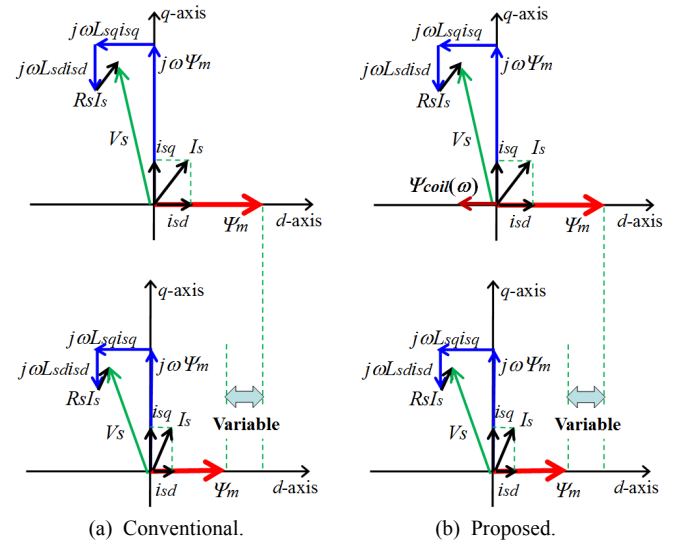 q-axis
jωLsqisq
jωΨm
jωLsdisd
RsIs
Vs
isq
Is
isd
Ψm
d-axis
q-axis
jωLsqisq
jωΨm
jωLsdisd
RsIs
Vs
isq
Is
Ψcoil(ω)
isd
Ψm
d-axis
q-axis
jωLsqisq
jωΨm
jωLsdisd
RsIs
isq
Is
Variable
Vs
isd
Ψm
d-axis
q-axis
jωLsqisq
jωΨm
jωLsdisd
RsIs
isq
Is
Variable
Vs
isd
Ψm
d-axis
(a) Conventional.
(b) Proposed.